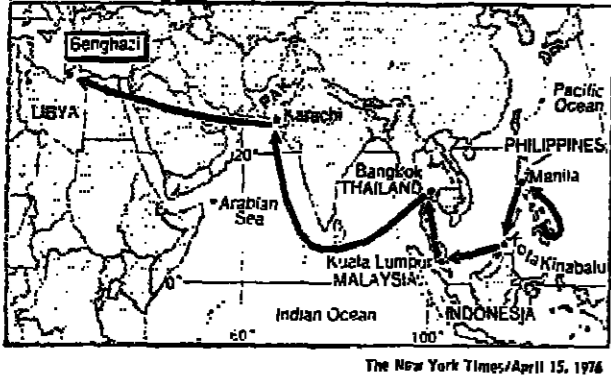 Benghazi
LIBYA
PAK.
Karachi
20°
Arabian
Sea
Bangkok
THAILAND
Pacific
Ocean
PHILIPPINES
Manila
Kota Kinabalu
Kuala Lumpur
MALAYSIA
0°
INDONESIA
Indian Ocean
60°
100°
The New York Times/April 15, 1976